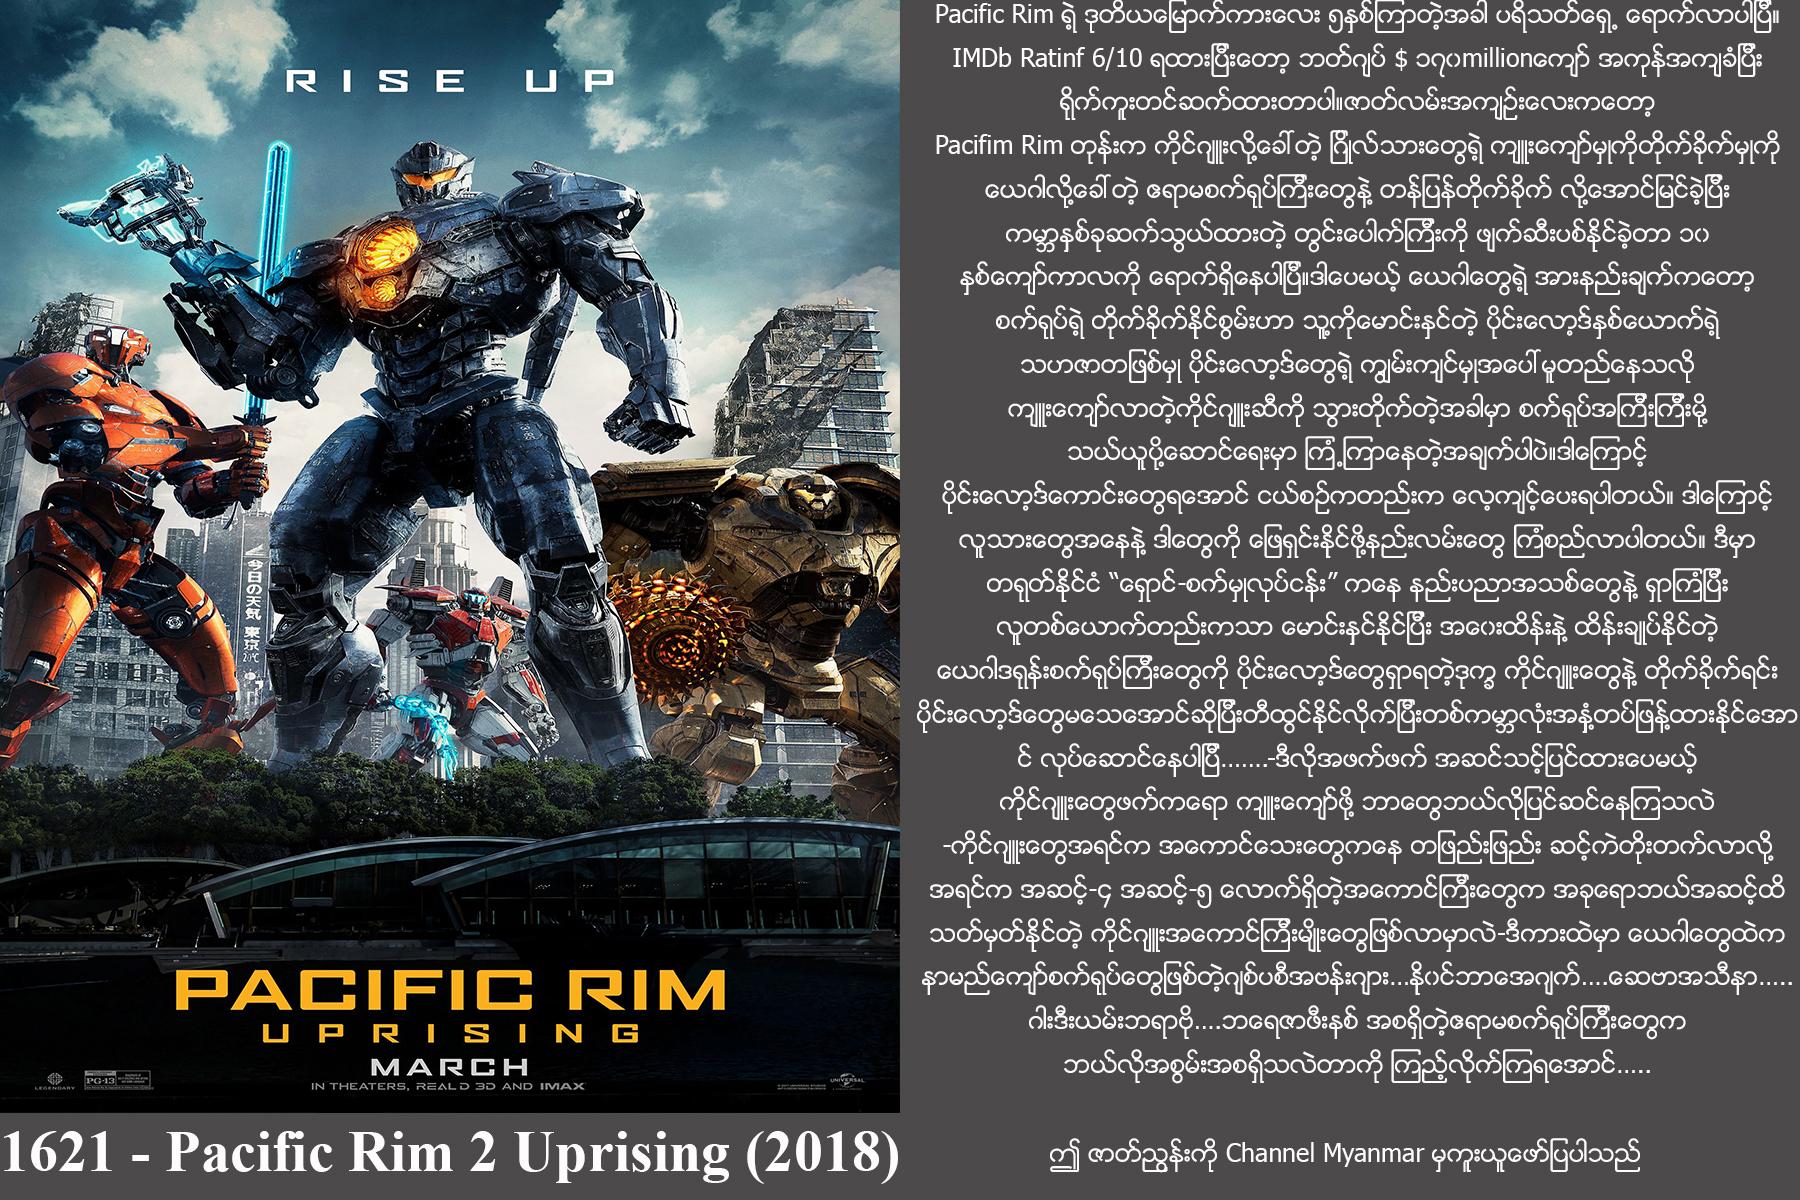 RISE UP
SA-22
今日の天気 東京 20℃
PACIFIC RIM
UPRISING
MARCH
IN THEATERS, REALD 3D AND IMAX
LEGENDARY
PG-13
UNIVERSAL
1621 - Pacific Rim 2 Uprising (2018)
Pacific Rim ရဲ့ ဒုတိယမြောက်ကားလေး ၅နှစ်ကြာတဲ့အခါ ပရိသတ်ရှေ့ ရောက်လာပါပြီ။
IMDb Ratinf 6/10 ရထားပြီးတော့ ဘတ်ဂျပ် $ ၁၇၀millionကျော် အကုန်အကျခံပြီး
ရိုက်ကူးတင်ဆက်ထားတာပါ။ဇာတ်လမ်းအကျဉ်းလေးကတော့
Pacifim Rim တုန်းက ကိုင်ဂျူးလို့ခေါ်တဲ့ ဂြိုလ်သားတွေရဲ့ ကျူးကျော်မှုကိုတိုက်ခိုက်မှုကို
ယေဂါလို့ခေါ်တဲ့ ဧရာမစက်ရုပ်ကြီးတွေနဲ့ တန်ပြန်တိုက်ခိုက် လို့အောင်မြင်ခဲ့ပြီး
ကမ္ဘာနှစ်ခုဆက်သွယ်ထားတဲ့ တွင်းပေါက်ကြီးကို ဖျက်ဆီးပစ်နိုင်ခဲ့တာ ၁၀
နှစ်ကျော်ကာလကို ရောက်ရှိနေပါပြီ။ဒါပေမယ့် ယေဂါတွေရဲ့ အားနည်းချက်ကတော့
စက်ရုပ်ရဲ့ တိုက်ခိုက်နိုင်စွမ်းဟာ သူ့ကိုမောင်းနှင်တဲ့ ပိုင်းလော့ဒ်နှစ်ယောက်ရဲ့
သဟဇာတဖြစ်မှု ပိုင်းလော့ဒ်တွေရဲ့ ကျွမ်းကျင်မှုအပေါ်မူတည်နေသလို
ကျူးကျော်လာတဲ့ကိုင်ဂျူးဆီကို သွားတိုက်တဲ့အခါမှာ စက်ရုပ်အကြီးကြီးမို့
သယ်ယူပို့ဆောင်ရေးမှာ ကြံ့ကြာနေတဲ့အချက်ပါပဲ။ဒါကြောင့်
ပိုင်းလော့ဒ်ကောင်းတွေရအောင် ငယ်စဉ်ကတည်းက လေ့ကျင့်ပေးရပါတယ်။ ဒါကြောင့်
လူသားတွေအနေနဲ့ ဒါတွေကို ဖြေရှင်းနိုင်ဖို့နည်းလမ်းတွေ ကြံစည်လာပါတယ်။ ဒီမှာ
တရုတ်နိုင်ငံ “ရှောင်-စက်မှုလုပ်ငန်း” ကနေ နည်းပညာအသစ်တွေနဲ့ ရှာကြံပြီး
လူတစ်ယောက်တည်းကသာ မောင်းနှင်နိုင်ပြီး အဝေးထိန်းနဲ့ ထိန်းချုပ်နိုင်တဲ့
ယေဂါဒရုန်းစက်ရုပ်ကြီးတွေကို ပိုင်းလော့ဒ်တွေရှာရတဲ့ဒုက္ခ ကိုင်ဂျူးတွေနဲ့ တိုက်ခိုက်ရင်း
ပိုင်းလော့ဒ်တွေမသေအောင်ဆိုပြီးတီထွင်နိုင်လိုက်ပြီးတစ်ကမ္ဘာလုံးအနှံ့တပ်ဖြန့်ထားနိုင်အော
င် လုပ်ဆောင်နေပါပြီ…….-ဒီလိုအဖက်ဖက် အဆင်သင့်ပြင်ထားပေမယ့်
ကိုင်ဂျူးတွေဖက်ကရော ကျူးကျော်ဖို့ ဘာတွေဘယ်လိုပြင်ဆင်နေကြသလဲ
-ကိုင်ဂျူးတွေအရင်က အကောင်သေးတွေကနေ တဖြည်းဖြည်း ဆင့်ကဲတိုးတက်လာလို့
အရင်က အဆင့်-၄ အဆင့်-၅ လောက်ရှိတဲ့အကောင်ကြီးတွေက အခုရောဘယ်အဆင့်ထိ
သတ်မှတ်နိုင်တဲ့ ကိုင်ဂျူးအကောင်ကြီးမျိုးတွေဖြစ်လာမှာလဲ-ဒီကားထဲမှာ ယေဂါတွေထဲက
နာမည်ကျော်စက်ရုပ်တွေဖြစ်တဲ့ဂျစ်ပစီအဗန်းဂျား…နိုဝင်ဘာအေဂျက်….ဆေဗာအသီနာ…..
ဂါးဒီးယမ်းဘရာဗို….ဘရေဇာဖီးနစ် အစရှိတဲ့ဧရာမစက်ရုပ်ကြီးတွေက
ဘယ်လိုအစွမ်းအစရှိသလဲတာကို ကြည့်လိုက်ကြရအောင်…..
ဤ ဇာတ်ညွှန်းကို Channel Myanmar မှကူးယူဖော်ပြပါသည်